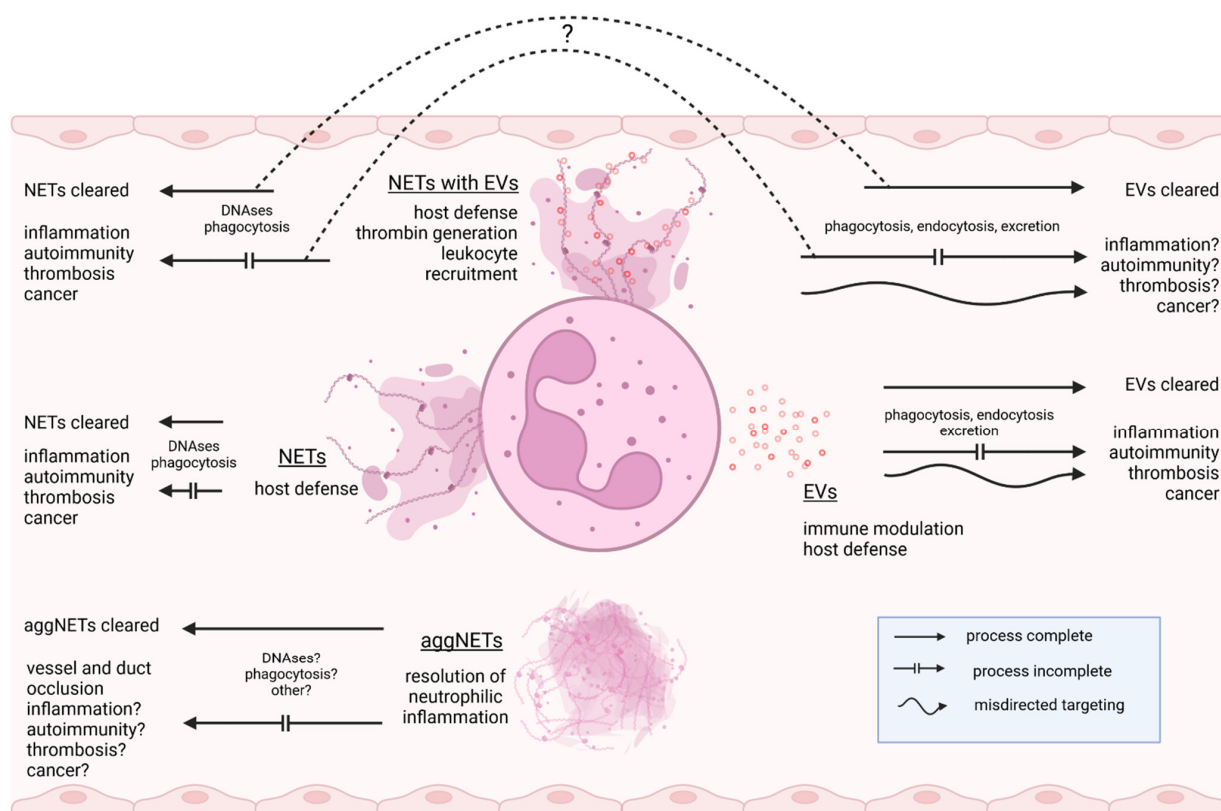 ?
NETs cleared
DNAses
phagocytosis
inflammation
autoimmunity
thrombosis
cancer
NETs with EVs
host defense
thrombin generation
leukocyte
recruitment
EVs cleared
phagocytosis, endocytosis, excretion
inflammation?
autoimmunity?
thrombosis?
cancer?
NETs cleared
DNAses
phagocytosis
inflammation
autoimmunity
thrombosis
cancer
NETs
host defense
EVs cleared
phagocytosis, endocytosis
excretion
inflammation
autoimmunity
thrombosis
cancer
EVs
immune modulation
host defense
aggNETs cleared
DNAses?
phagocytosis?
other?
vessel and duct
occlusion
inflammation?
autoimmunity?
thrombosis?
cancer?
aggNETs
resolution of
neutrophilic
inflammation
process complete
process incomplete
misdirected targeting